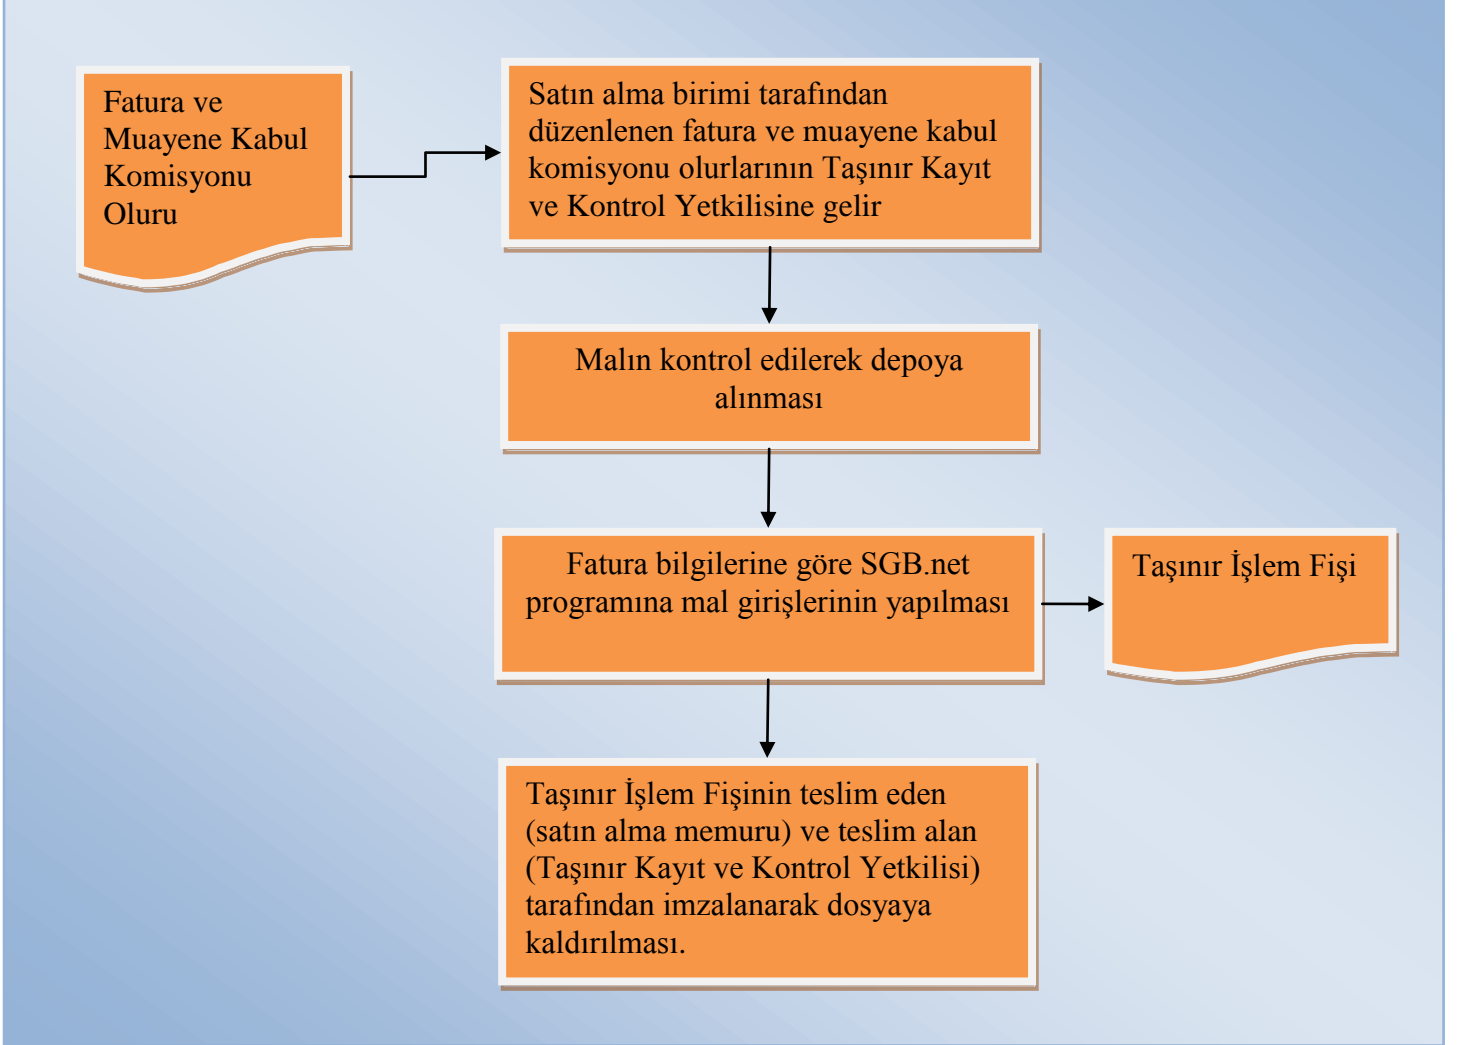 Fatura ve
Muayene Kabul
Komisyonu
Oluru
Satın alma birimi tarafından
düzenlenen fatura ve muayene kabul
komisyonu olurlarının Taşınır Kayıt
ve Kontrol Yetkilisine gelir
Malın kontrol edilerek depoya
alınması
Fatura bilgilerine göre SGB.net
programına mal girişlerinin yapılması
Taşınır İşlem Fişi
Taşınır İşlem Fişinin teslim eden
(satın alma memuru) ve teslim alan
(Taşınır Kayıt ve Kontrol Yetkilisi)
tarafından imzalanarak dosyaya
kaldırılması.